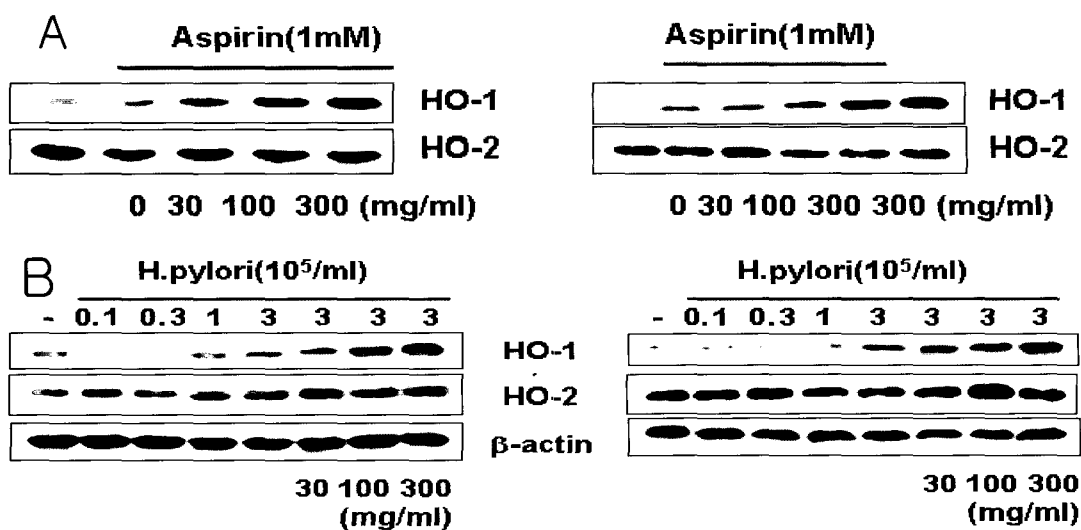 A
Aspirin(1mM)
HO-1
HO-2
0 30 100 300 (mg/ml)
Aspirin(1mM)
HO-1
HO-2
0 30 100 300 300 (mg/ml)
B
H.pylori(10⁵/ml)
- 0.1 0.3 1 3 3 3 3
HO-1
HO-2
β-actin
30 100 300
(mg/ml)
H.pylori(10⁵/ml)
- 0.1 0.3 1 3 3 3 3
30 100 300
(mg/ml)